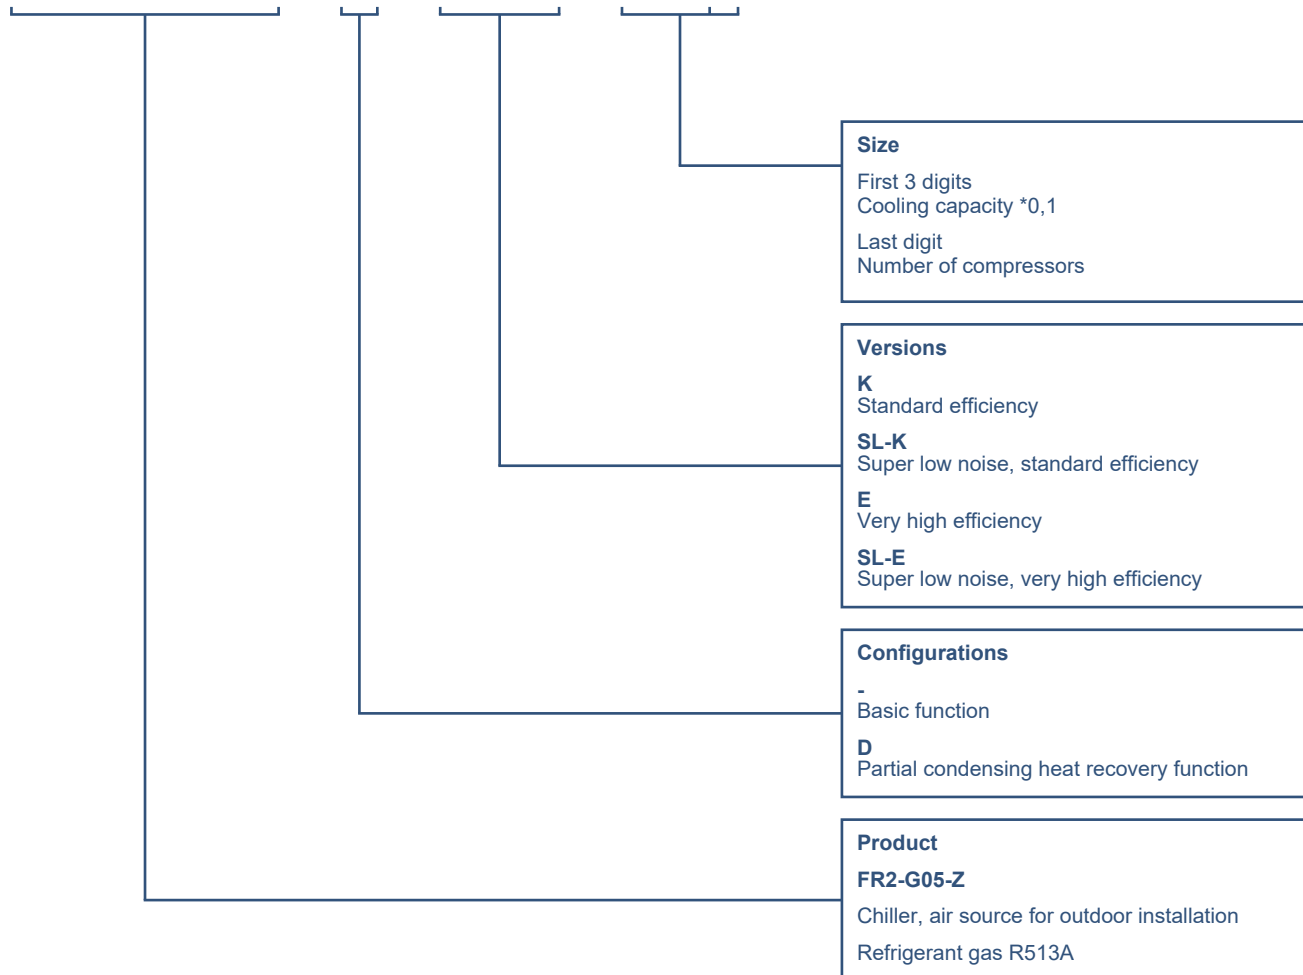 Size
First 3 digits
Cooling capacity *0,1
Last digit
Number of compressors
Versions
K
Standard efficiency
SL-K
Super low noise, standard efficiency
E
Very high efficiency
SL-E
Super low noise, very high efficiency
Configurations
-
Basic function
D
Partial condensing heat recovery function
Product
FR2-G05-Z
Chiller, air source for outdoor installation
Refrigerant gas R513A